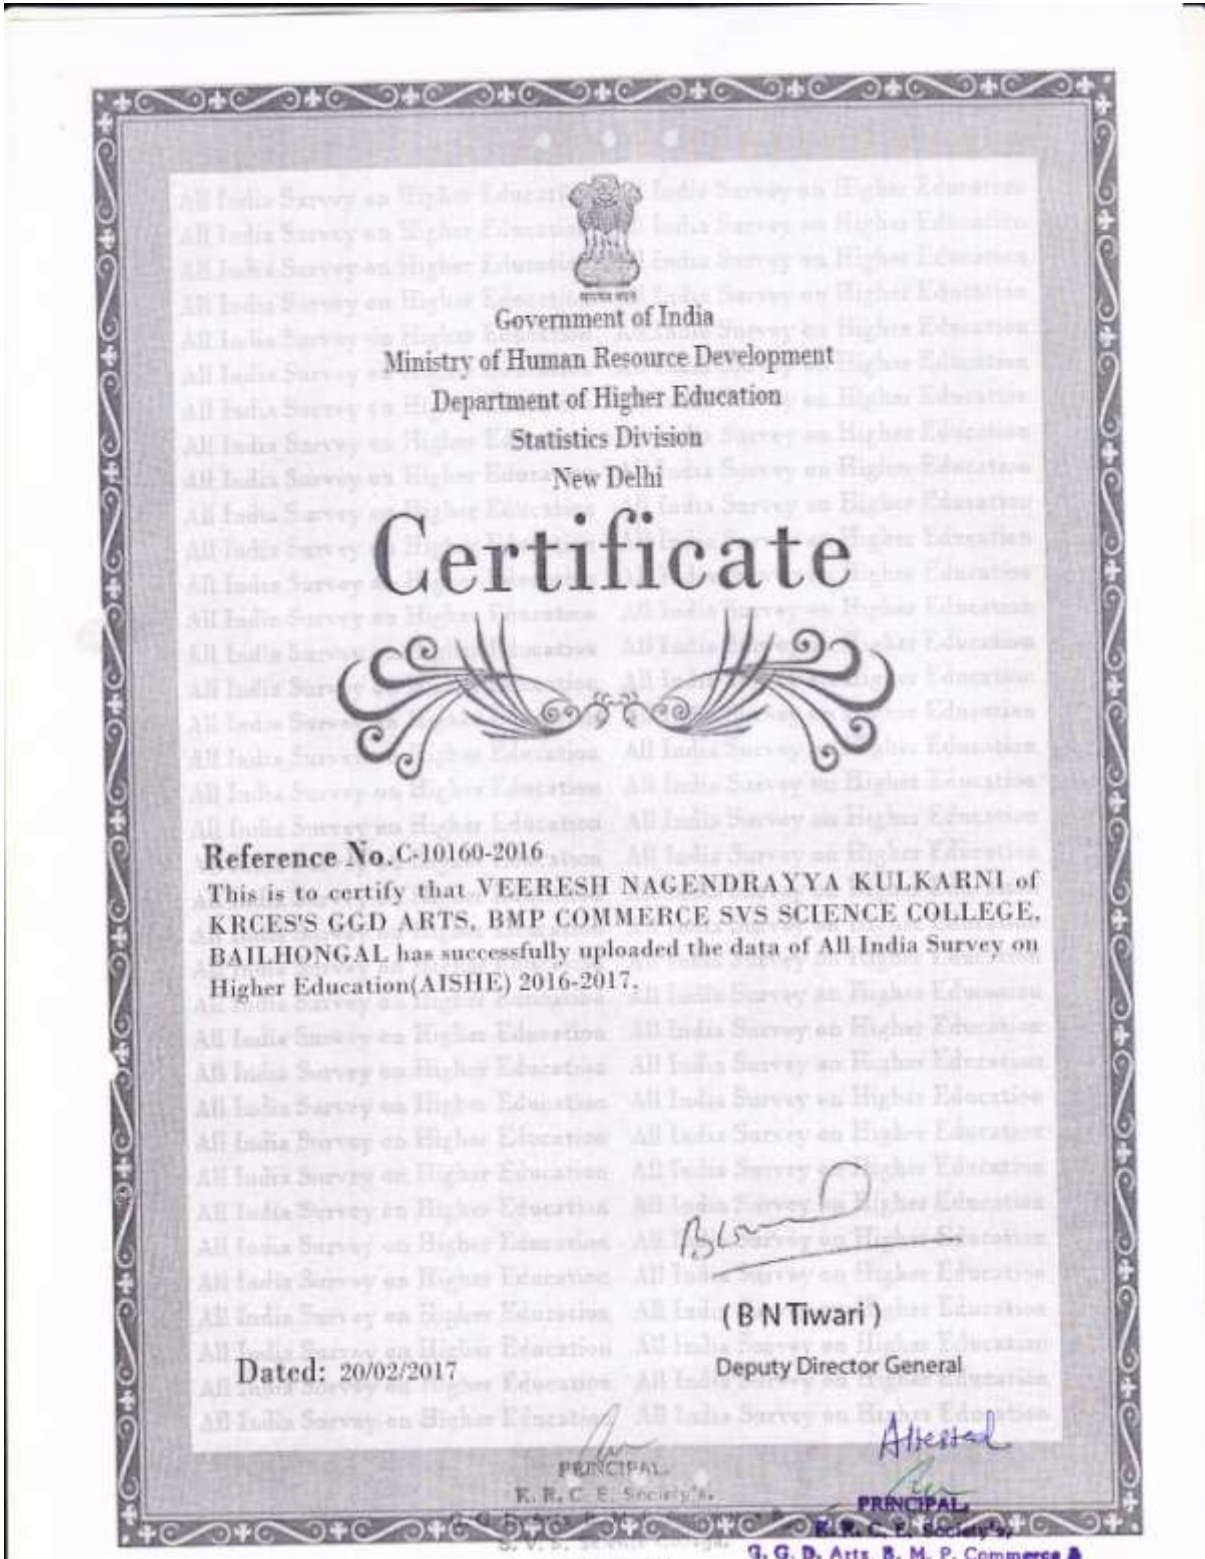 Government of India
Ministry of Human Resource Development
Department of Higher Education
Statistics Division
New Delhi
Certificate
Reference No.C-10160-2016
This is to certify that VEERESH NAGENDRAYYA KULKARNI of
KRCES'S GGD ARTS, BMP COMMERCE SVS SCIENCE COLLEGE,
BAILHONGAL has successfully uploaded the data of All India Survey on
Higher Education(AISHE) 2016-2017.
( B N Tiwari )
Deputy Director General
Dated: 20/02/2017
Attested
PRINCIPAL,
K. R. C. E. Society's,
PRINCIPAL,
K. R. C. E. Society's,
G. G. D. Arts, B. M. P. Commerce &